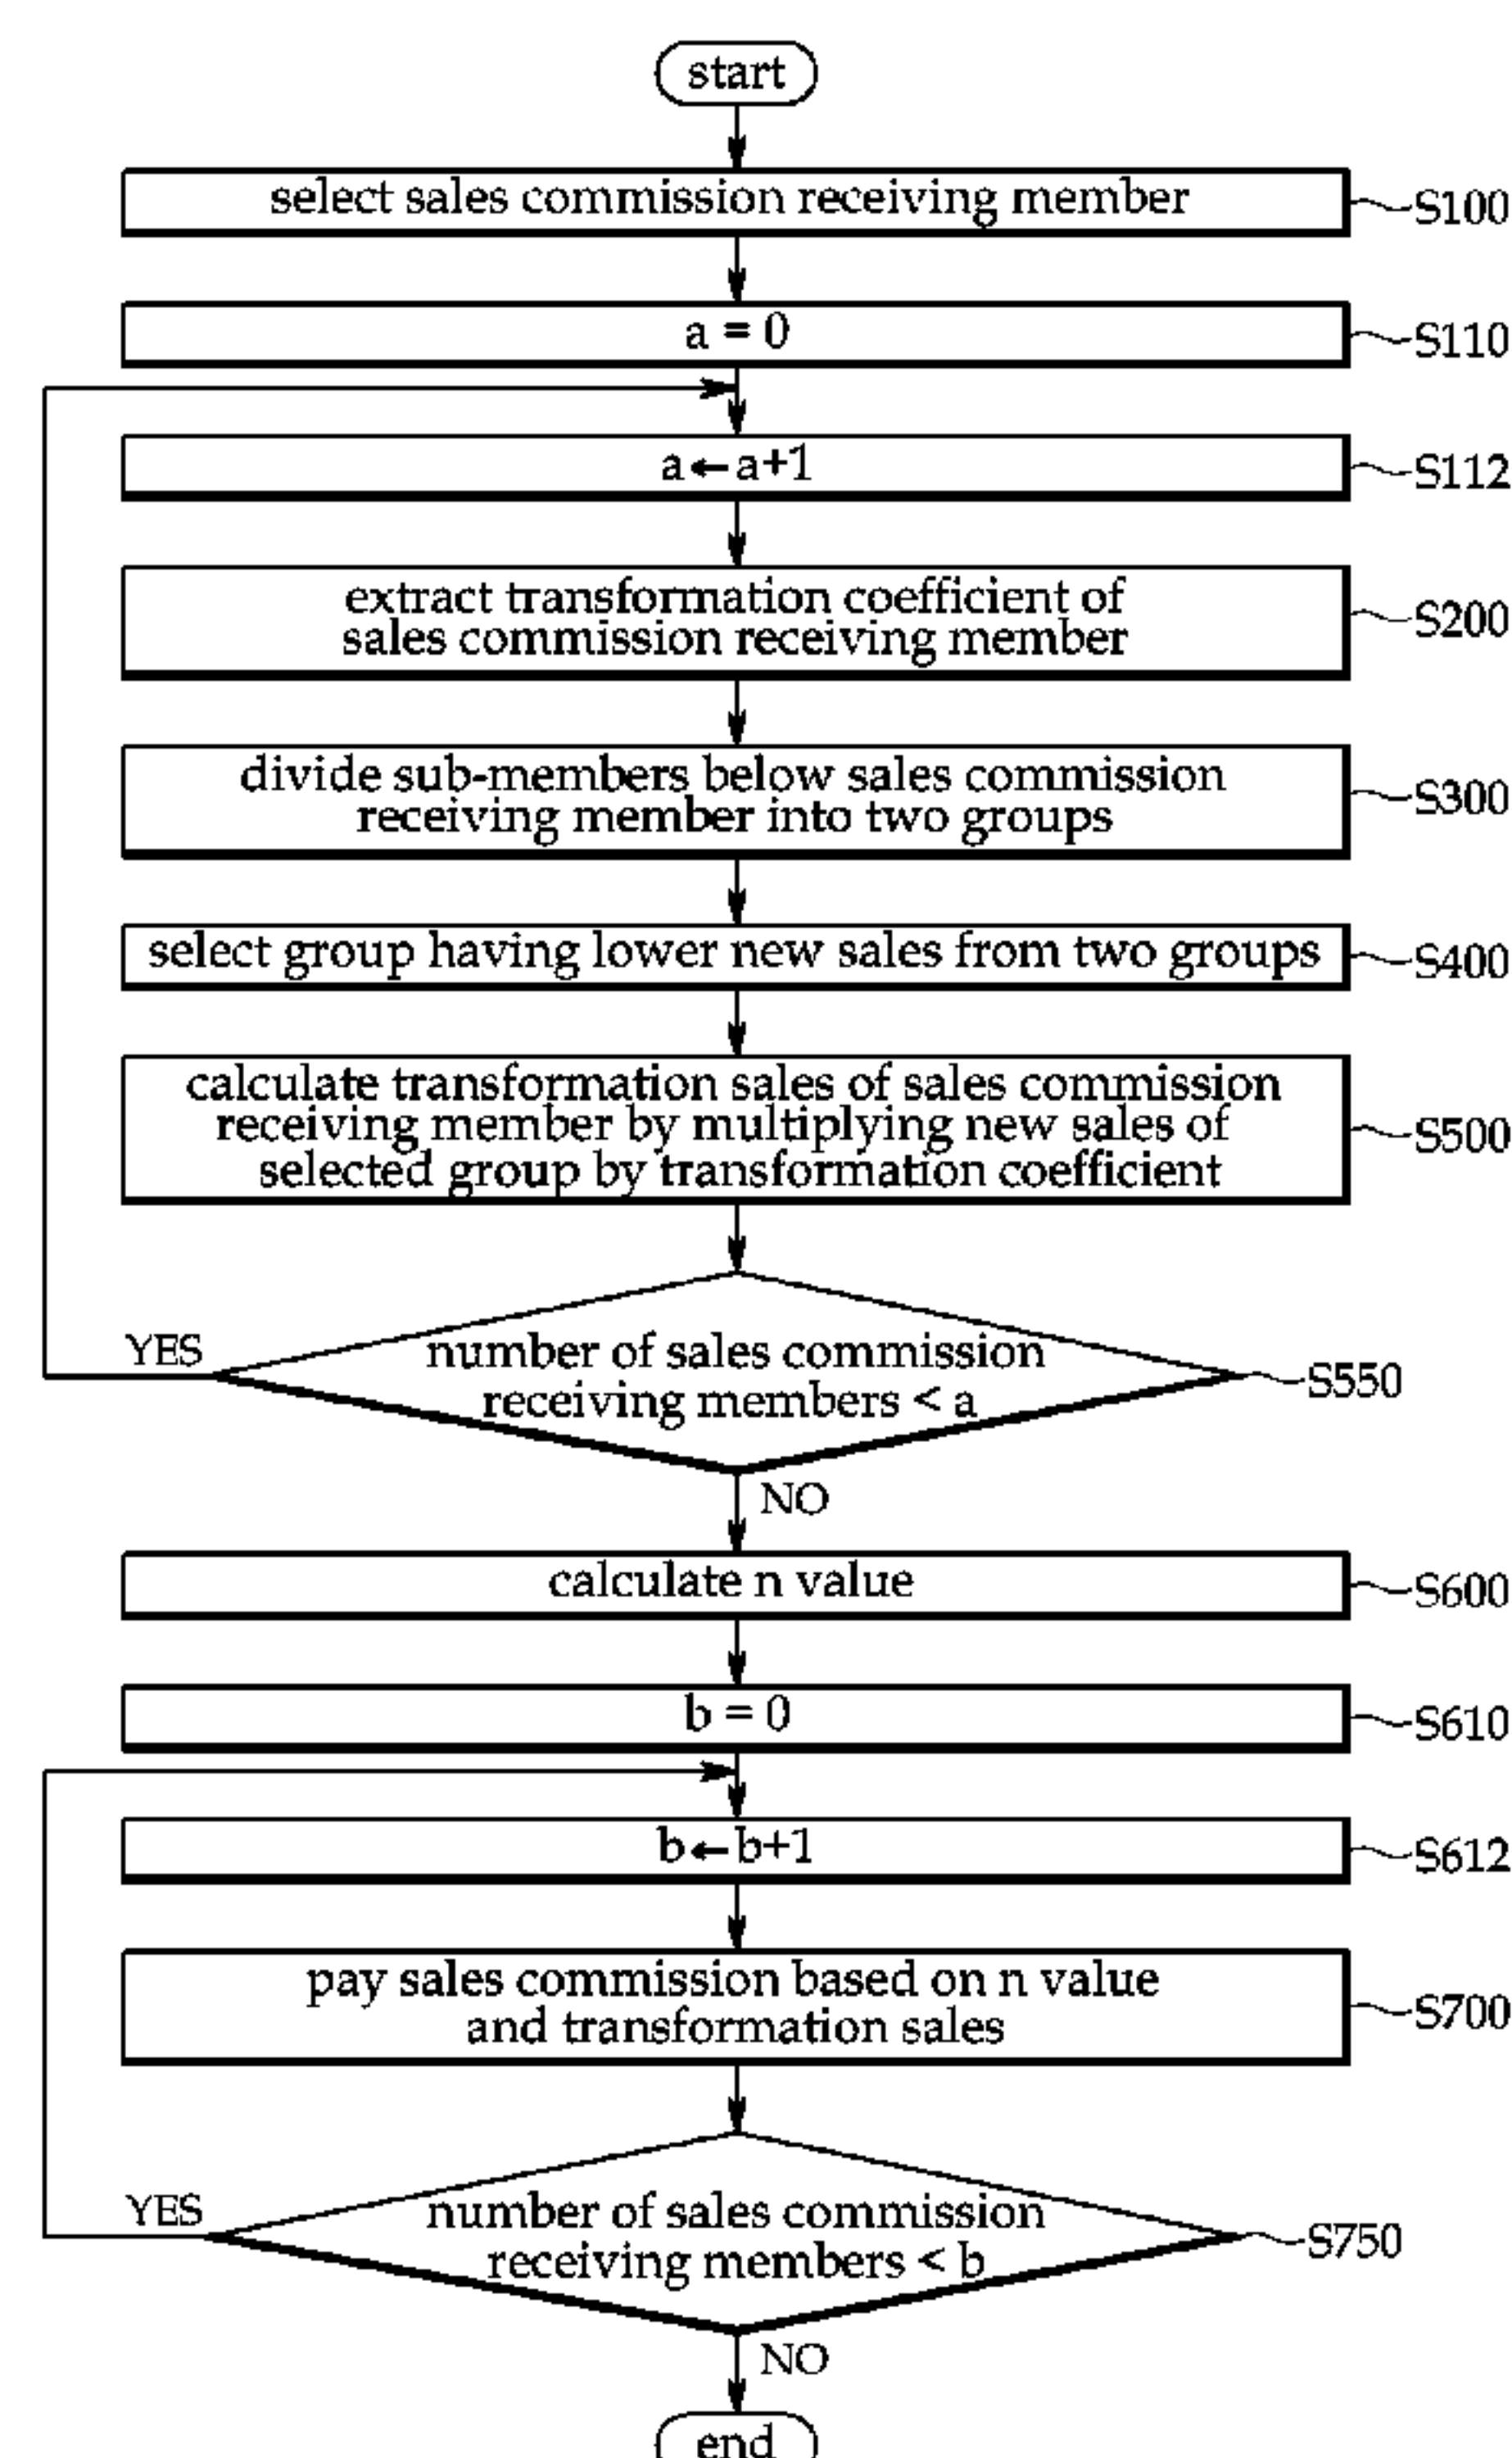 start
select sales commission receiving member
S100
a = 0
S110
a←a+1
S112
extract transformation coefficient of
sales commission receiving member
S200
divide sub-members below sales commission
receiving member into two groups
S300
select group having lower new sales from two groups
S400
calculate transformation sales of sales commission
receiving member by multiplying new sales of
selected group by transformation coefficient
S500
YES
number of sales commission
receiving members < a
S550
NO
calculate n value
S600
b = 0
S610
b←b+1
S612
pay sales commission based on n value
and transformation sales
S700
YES
number of sales commission
receiving members < b
S750
NO
end